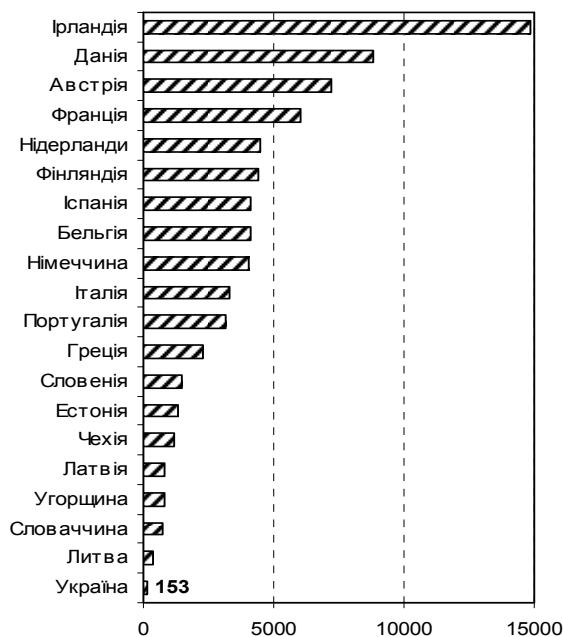 Ірландія
Данія
Австрія
Франція
Нідерланди
Фінляндія
Іспанія
Бельгія
Німеччина
Італія
Португалія
Греція
Словенія
Естонія
Чехія
Латвія
Угорщина
Словаччина
Литва
Україна 153
0 5000 10000 15000